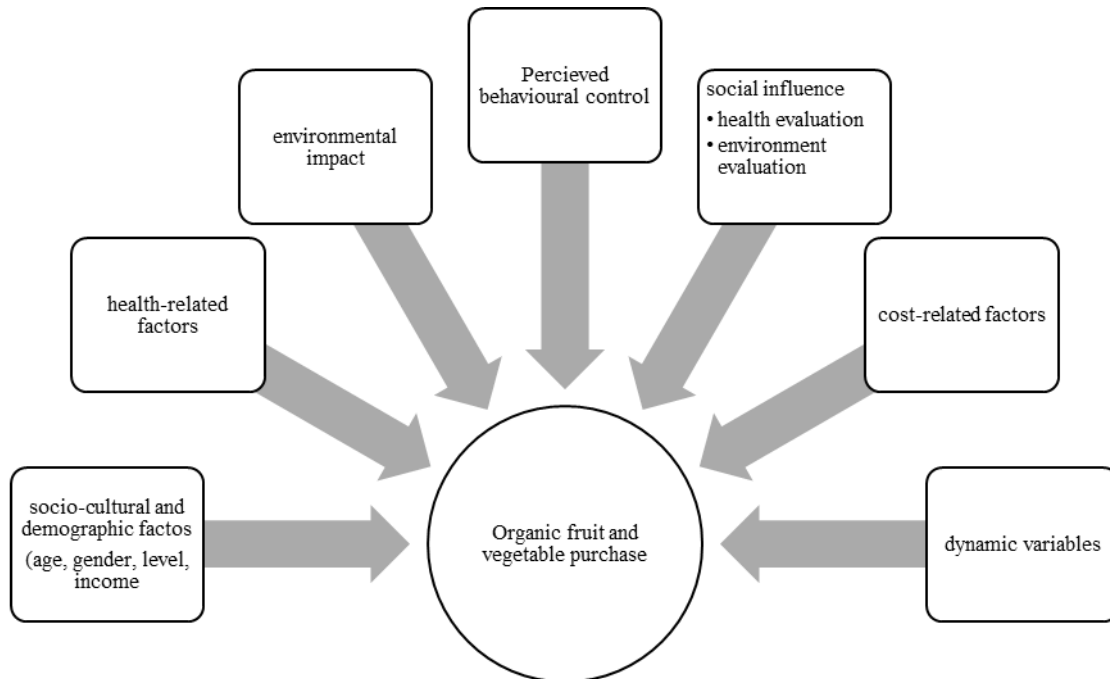 Percieved
behavioural control
social influence
• health evaluation
• environment
evaluation
environmental
impact
health-related
factors
cost-related factors
socio-cultural and
demographic factos
(age, gender, level,
income
Organic fruit and
vegetable purchase
dynamic variables